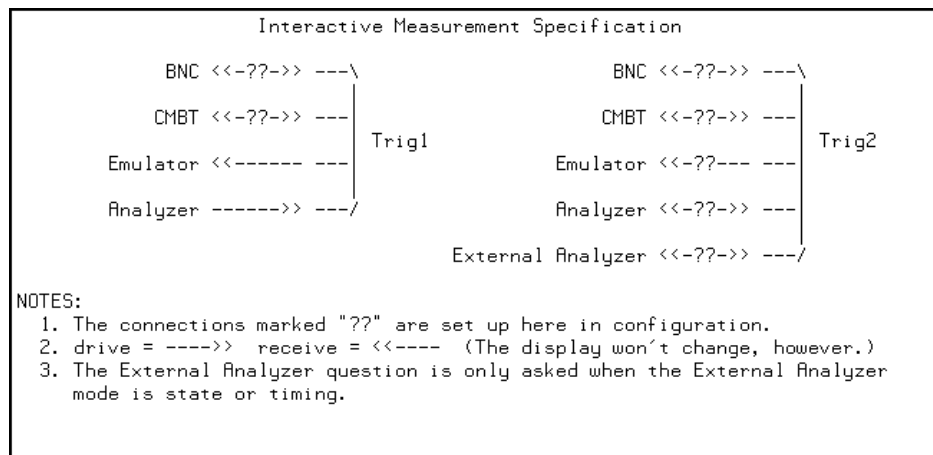 Interactive Measurement Specification
BNC <<-??->> ---\ BNC <<-??->> ---\
CMBT <<-??->> --- CMBT <<-??->> ---
Trig1 Trig2
Emulator <<------ --- Emulator <<-??--- ---
Analyzer ------>> ---/ Analyzer <<-??->> ---
External Analyzer <<-??->> ---/
NOTES:
1. The connections marked "??" are set up here in configuration.
2. drive = ---->> receive = <<---- (The display won't change, however.)
3. The External Analyzer question is only asked when the External Analyzer
mode is state or timing.